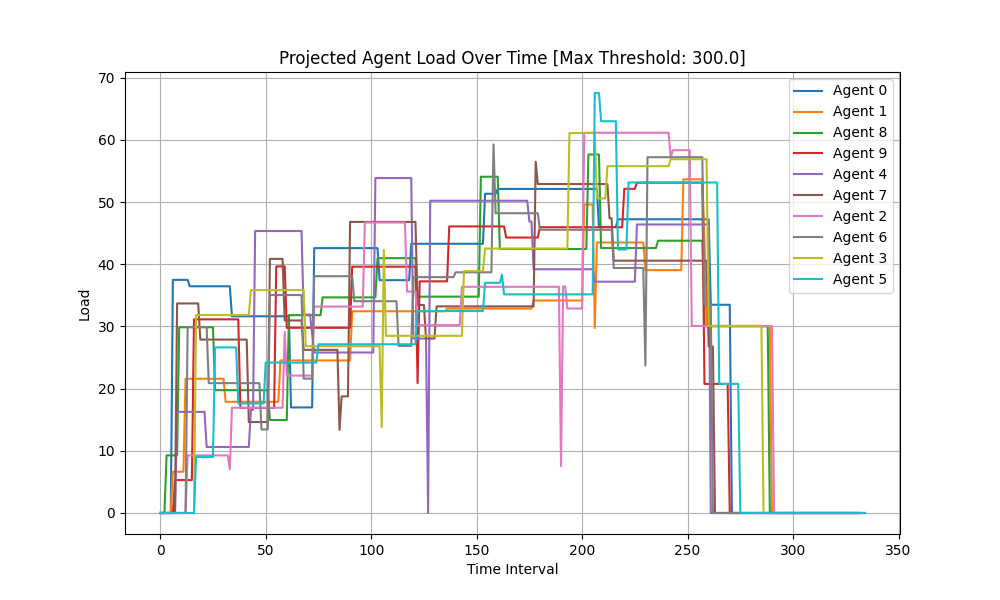 Projected Agent Load Over Time [Max Threshold: 300.0]
Load
70
60
50
40
30
20
10
0
0 50 100 150 200 250 300 350
Time Interval
Agent 0
Agent 1
Agent 8
Agent 9
Agent 4
Agent 7
Agent 2
Agent 6
Agent 3
Agent 5